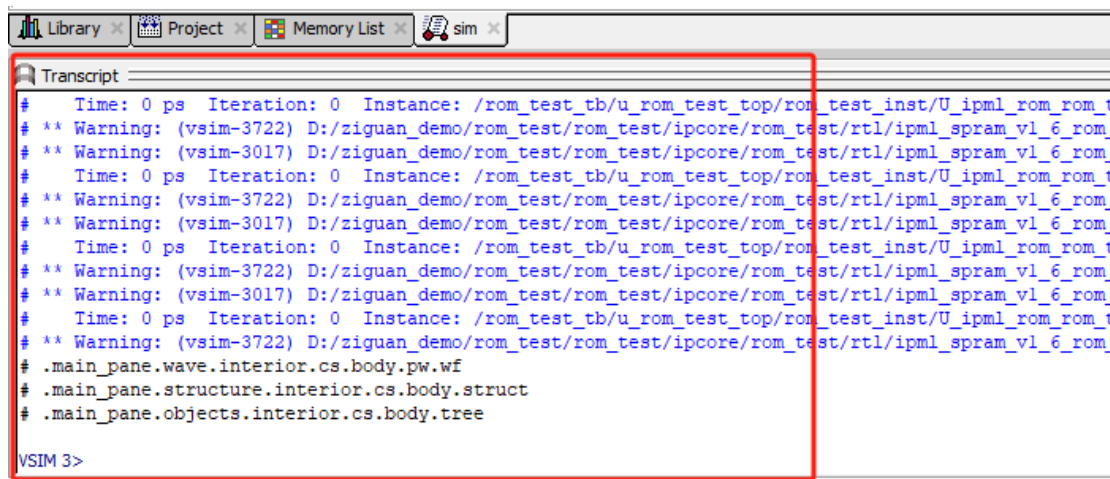 Library Project Memory List sim
Transcript
# Time: 0 ps Iteration: 0 Instance: /rom_test_tb/u_rom_test_top/rom_test_inst/U_ipml_rom_rom_t
# ** Warning: (vsim-3722) D:/ziguan_demo/rom_test/rom_test/ipcore/rom_test/rtl/ipml_spram_v1_6_rom_
# ** Warning: (vsim-3017) D:/ziguan_demo/rom_test/rom_test/ipcore/rom_test/rtl/ipml_spram_v1_6_rom_
# Time: 0 ps Iteration: 0 Instance: /rom_test_tb/u_rom_test_top/rom_test_inst/U_ipml_rom_rom_t
# ** Warning: (vsim-3722) D:/ziguan_demo/rom_test/rom_test/ipcore/rom_test/rtl/ipml_spram_v1_6_rom_
# ** Warning: (vsim-3017) D:/ziguan_demo/rom_test/rom_test/ipcore/rom_test/rtl/ipml_spram_v1_6_rom_
# Time: 0 ps Iteration: 0 Instance: /rom_test_tb/u_rom_test_top/rom_test_inst/U_ipml_rom_rom_t
# ** Warning: (vsim-3722) D:/ziguan_demo/rom_test/rom_test/ipcore/rom_test/rtl/ipml_spram_v1_6_rom_
# ** Warning: (vsim-3017) D:/ziguan_demo/rom_test/rom_test/ipcore/rom_test/rtl/ipml_spram_v1_6_rom_
# Time: 0 ps Iteration: 0 Instance: /rom_test_tb/u_rom_test_top/rom_test_inst/U_ipml_rom_rom_t
# ** Warning: (vsim-3722) D:/ziguan_demo/rom_test/rom_test/ipcore/rom_test/rtl/ipml_spram_v1_6_rom_
# .main_pane.wave.interior.cs.body.pw.wf
# .main_pane.structure.interior.cs.body.struct
# .main_pane.objects.interior.cs.body.tree
VSIM 3>